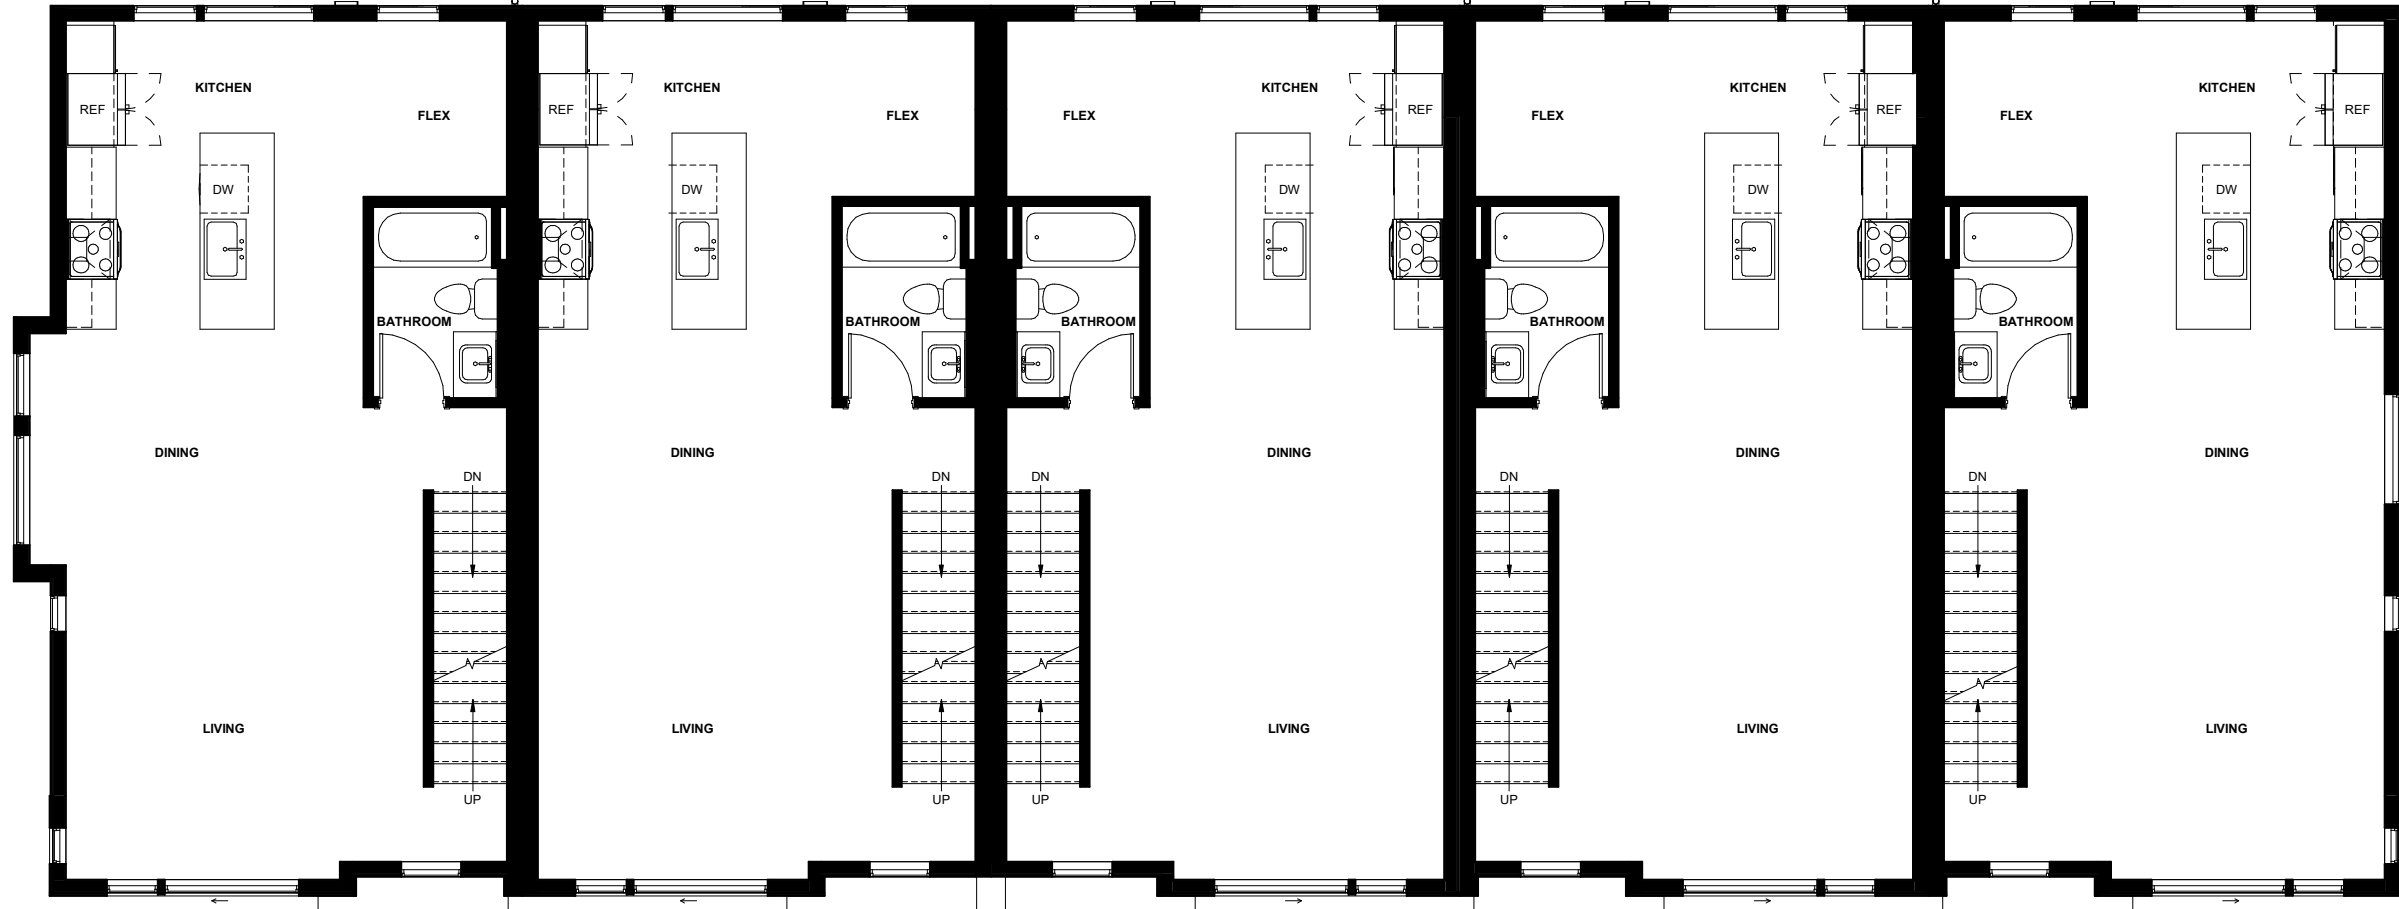 KITCHEN KITCHEN KITCHEN KITCHEN KITCHEN
REF REF REF REF REF
FLEX FLEX FLEX FLEX FLEX
DW DW DW DW DW
BATHROOM BATHROOM BATHROOM BATHROOM BATHROOM
DINING DINING DINING DINING DINING
DN DN DN DN DN
LIVING LIVING LIVING LIVING LIVING
UP UP UP UP UP